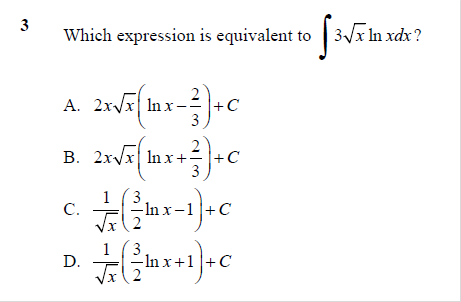 3 Which expression is equivalent to ∫3√x ln xdx?
A. 2x√x(ln x − 2/3) + C
B. 2x√x(ln x + 2/3) + C
C. 1/√x(3/2 ln x − 1) + C
D. 1/√x(3/2 ln x + 1) + C